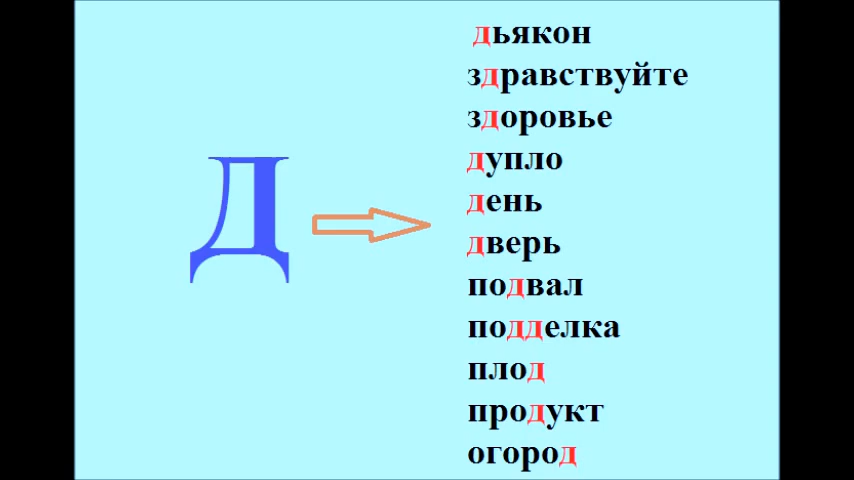 Д
дьякон
здравствуйте
здоровье
дупло
день
дверь
подвал
подделка
плод
продукт
огород